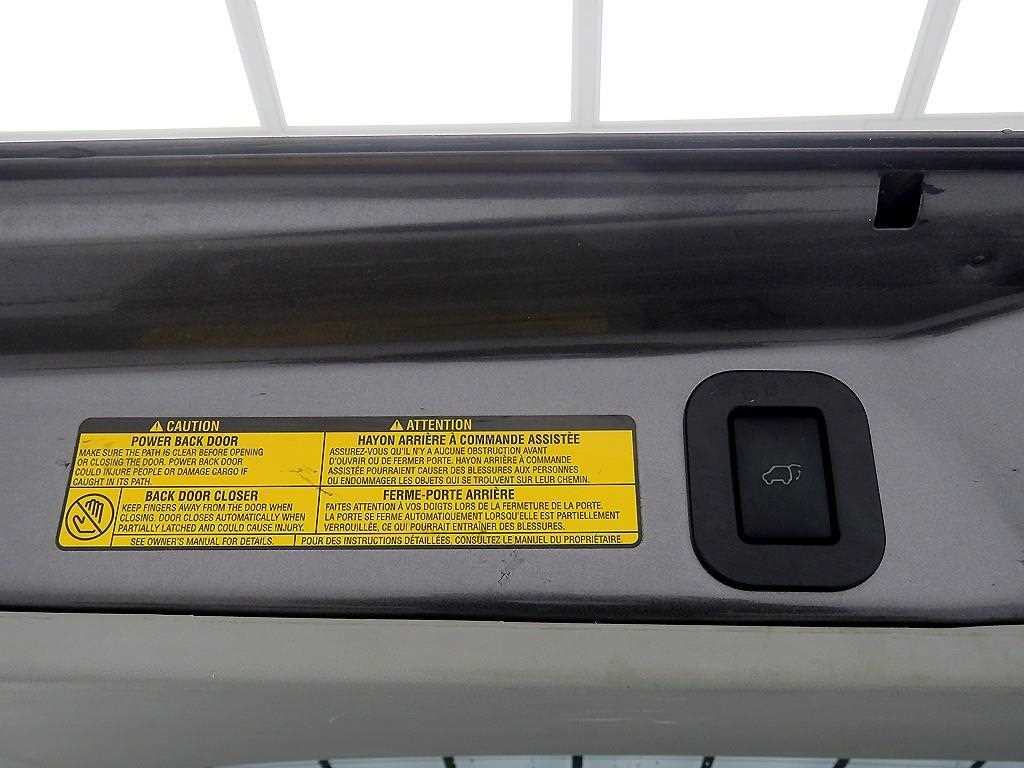 CAUTION
POWER BACK DOOR
MAKE SURE THE PATH IS CLEAR BEFORE OPENING
OR CLOSING THE DOOR. POWER BACK DOOR
COULD INJURE PEOPLE OR DAMAGE CARGO IF
CAUGHT IN ITS PATH.
BACK DOOR CLOSER
KEEP FINGERS AWAY FROM THE DOOR WHEN
CLOSING. DOOR CLOSES AUTOMATICALLY WHEN
PARTIALLY LATCHED AND COULD CAUSE INJURY.
SEE OWNER'S MANUAL FOR DETAILS.
ATTENTION
HAYON ARRIÈRE À COMMANDE ASSISTÉE
ASSUREZ-VOUS QU'IL N'Y A AUCUNE OBSTRUCTION AVANT
D'OUVRIR OU DE FERMER PORTE. HAYON ARRIÈRE À COMMANDE
ASSISTÉE POURRAIENT CAUSER DES BLESSURES AUX PERSONNES
OU ENDOMMAGER LES OBJETS QUI SE TROUVENT SUR LEUR CHEMIN.
FERME-PORTE ARRIÈRE
FAITES ATTENTION À VOS DOIGTS LORS DE LA FERMETURE DE LA PORTE.
LA PORTE SE FERME AUTOMATIQUEMENT LORSQU'ELLE EST PARTIELLEMENT
VERROUILLÉE, CE QUI POURRAIT ENTRAÎNER DES BLESSURES.
POUR DES INSTRUCTIONS DÉTAILLÉES, CONSULTEZ LE MANUEL DU PROPRIÉTAIRE.